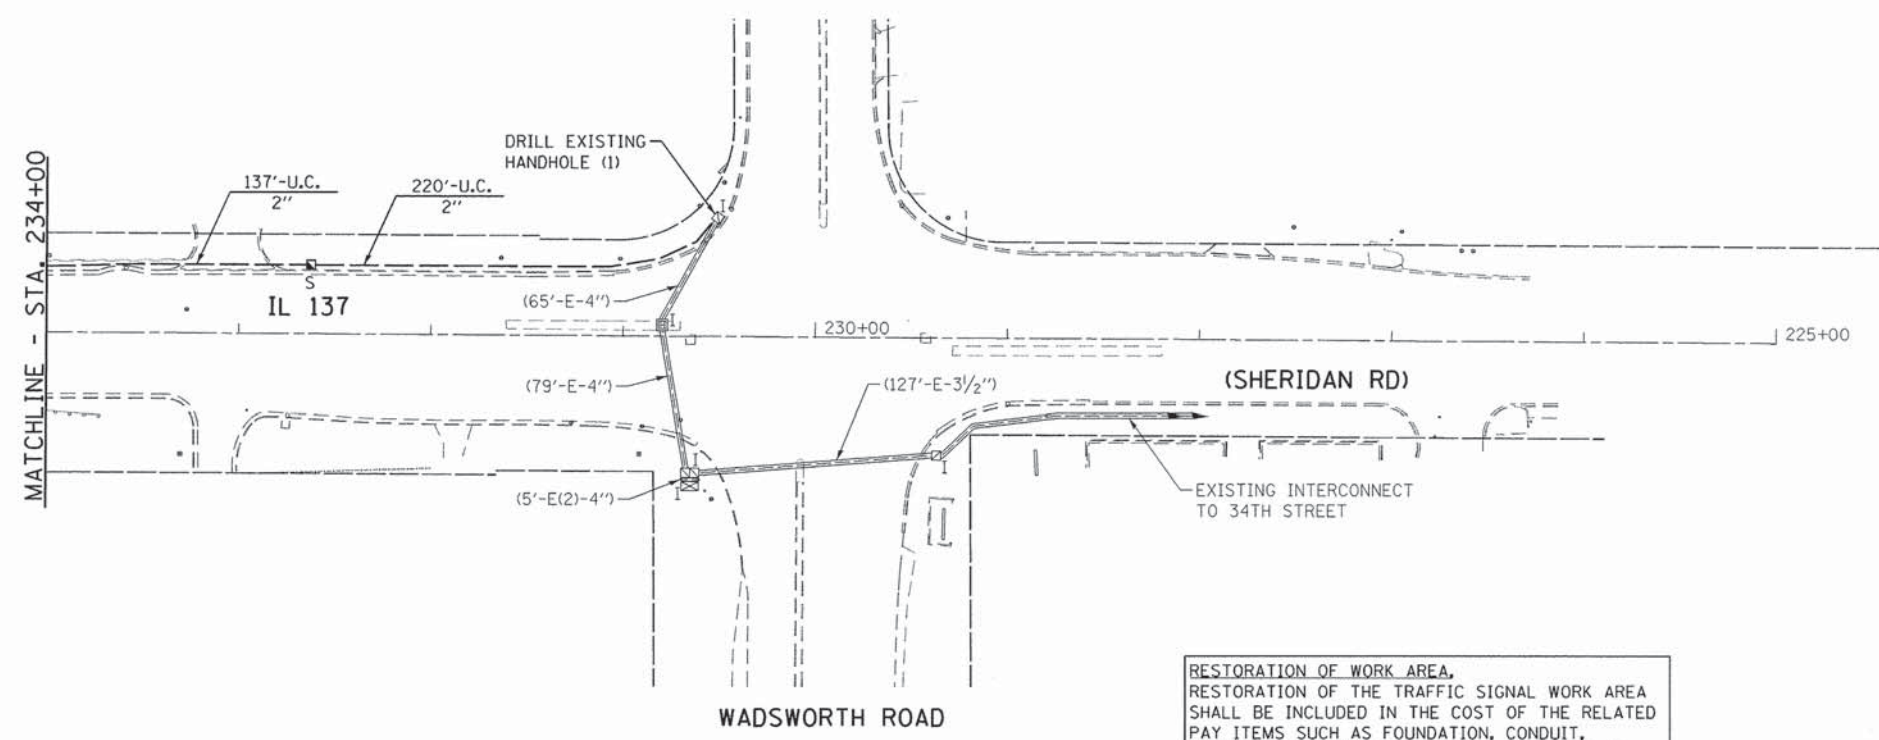 DRILL EXISTING
HANDHOLE (1)
MATCHLINE - STA. 234+00
137'-U.C.
2"
220'-U.C.
2"
I
S
IL 137
(65'-E-4")
I
230+00
225+00
(79'-E-4")
(127'-E-3 1/2")
(SHERIDAN RD)
I
I
(5'-E(2)-4")
I
EXISTING INTERCONNECT
TO 34TH STREET
WADSWORTH ROAD
RESTORATION OF WORK AREA.
RESTORATION OF THE TRAFFIC SIGNAL WORK AREA
SHALL BE INCLUDED IN THE COST OF THE RELATED
PAY ITEMS SUCH AS FOUNDATION, CONDUIT,